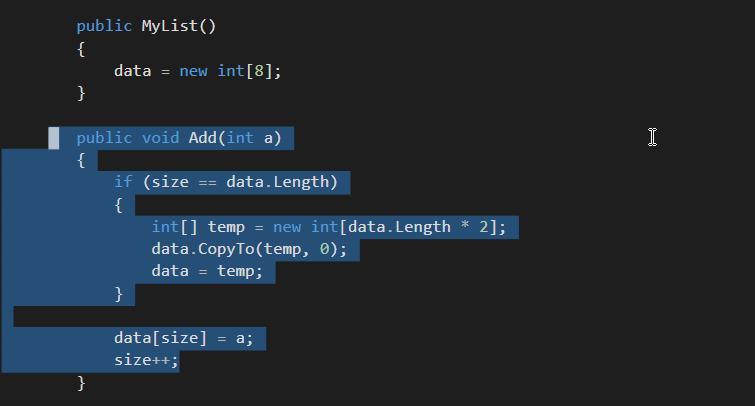 public MyList()
{
data = new int[8];
}
public void Add(int a)
{
if (size == data.Length)
{
int[] temp = new int[data.Length * 2];
data.CopyTo(temp, 0);
data = temp;
}
data[size] = a;
size++;
}